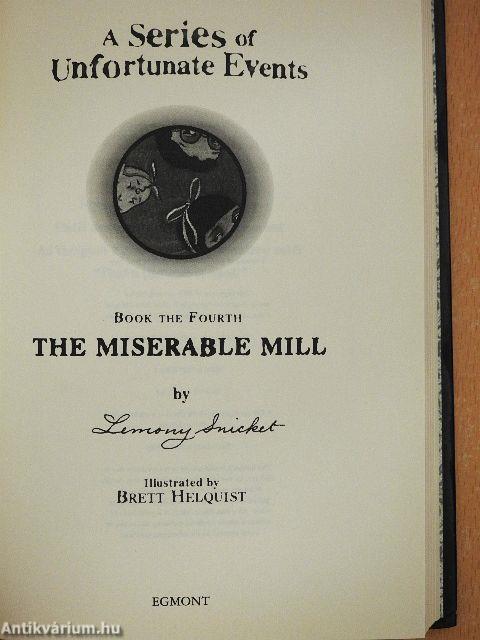 A Series of
Unfortunate Events
BOOK THE FOURTH
THE MISERABLE MILL
by
Lemony Snicket
Illustrated by
BRETT HELQUIST
EGMONT
Antikvárium.hu